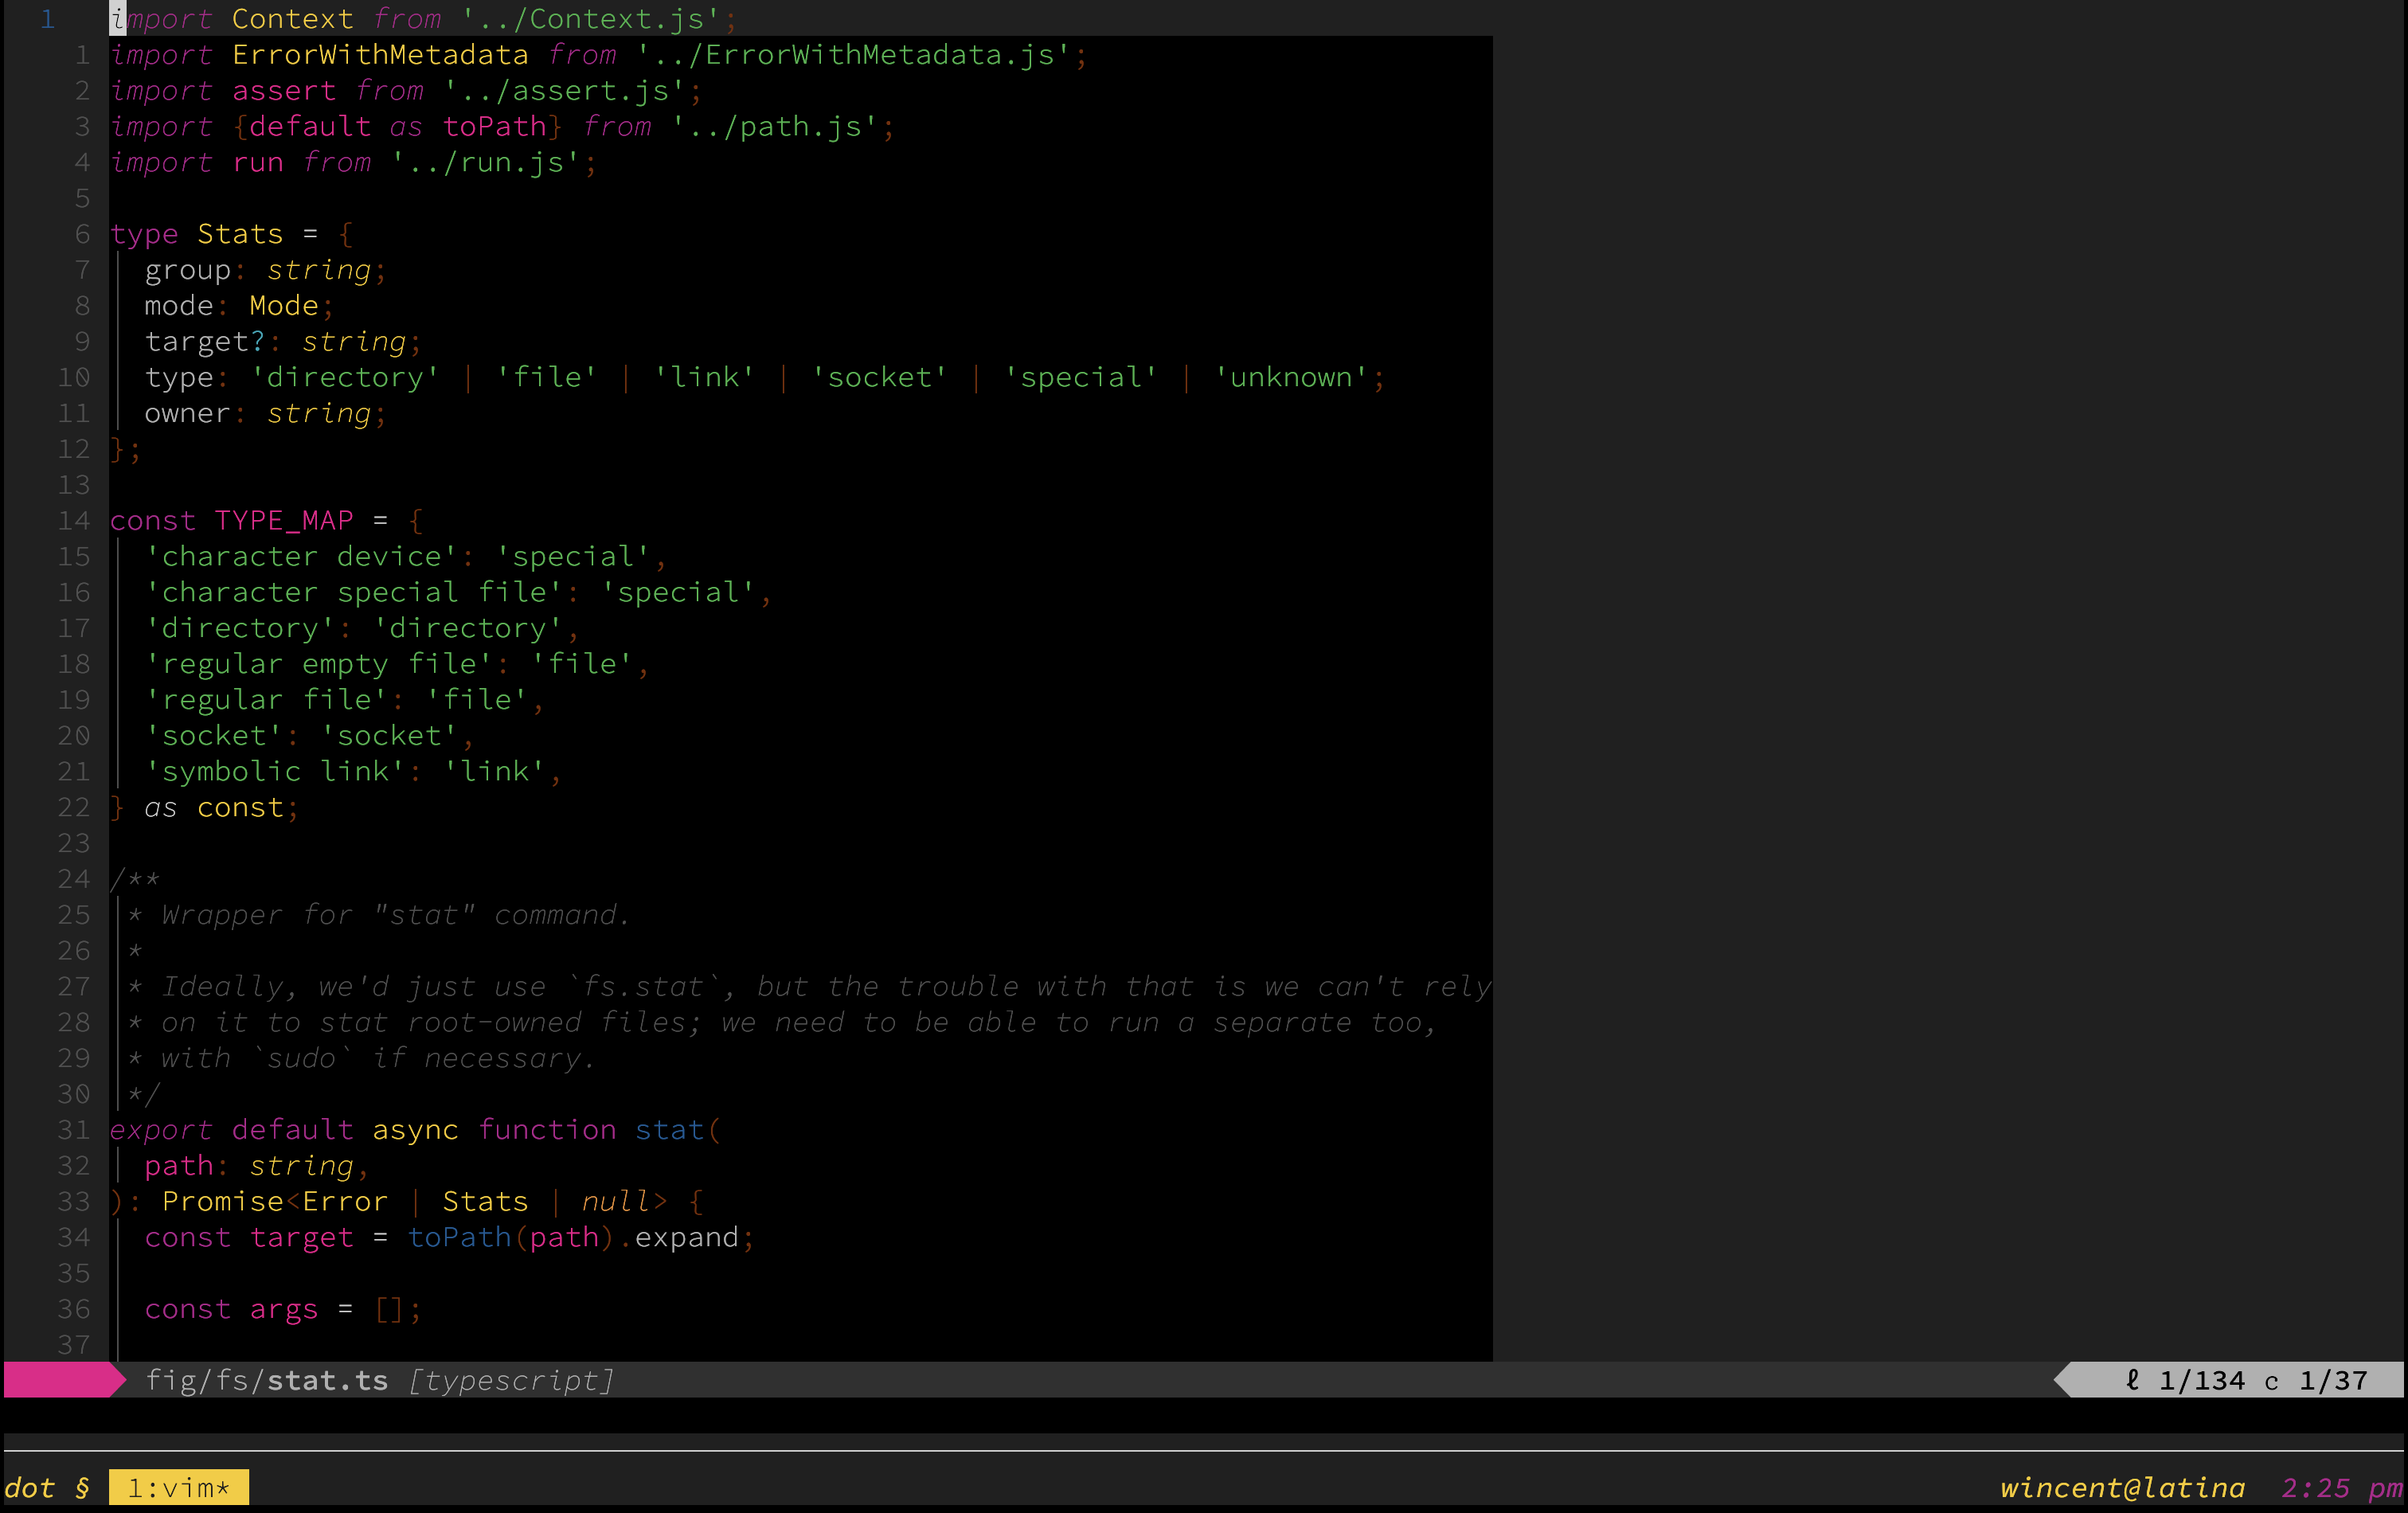 1 import Context from '../Context.js';
1 import ErrorWithMetadata from '../ErrorWithMetadata.js';
2 import assert from '../assert.js';
3 import {default as toPath} from '../path.js';
4 import run from '../run.js';
5
6 type Stats = {
7   group: string;
8   mode: Mode;
9   target?: string;
10   type: 'directory' | 'file' | 'link' | 'socket' | 'special' | 'unknown';
11   owner: string;
12 };
13
14 const TYPE_MAP = {
15   'character device': 'special',
16   'character special file': 'special',
17   'directory': 'directory',
18   'regular empty file': 'file',
19   'regular file': 'file',
20   'socket': 'socket',
21   'symbolic link': 'link',
22 } as const;
23
24 /**
25  * Wrapper for "stat" command.
26  *
27  * Ideally, we'd just use `fs.stat`, but the trouble with that is we can't rely
28  * on it to stat root-owned files; we need to be able to run a separate too,
29  * with `sudo` if necessary.
30  */
31 export default async function stat(
32   path: string,
33 ): Promise<Error | Stats | null> {
34   const target = toPath(path).expand;
35
36   const args = [];
37
fig/fs/stat.ts [typescript] ℓ 1/134 c 1/37
dot § 1:vim* wincent@latina 2:25 pm